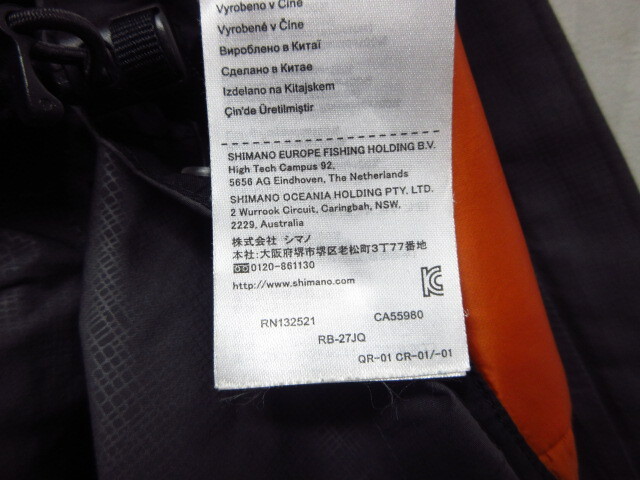 Vyrobeno v Číně
Vyrobené v Číne
Вироблено в Китаї
Сделано в Китае
Izdelano na Kitajskem
Çin'de Üretilmiştir
SHIMANO EUROPE FISHING HOLDING B.V.
High Tech Campus 92,
5656 AG Eindhoven, The Netherlands
SHIMANO OCEANIA HOLDING PTY. LTD.
2 Wurrook Circuit, Caringbah, NSW.
2229, Australia
株式会社 シマノ
本社:大阪府堺市堺区老松町3丁77番地
0120-861130
http://www.shimano.com
RN132521 CA55980
RB-27JQ
QR-01 CR-01/-01